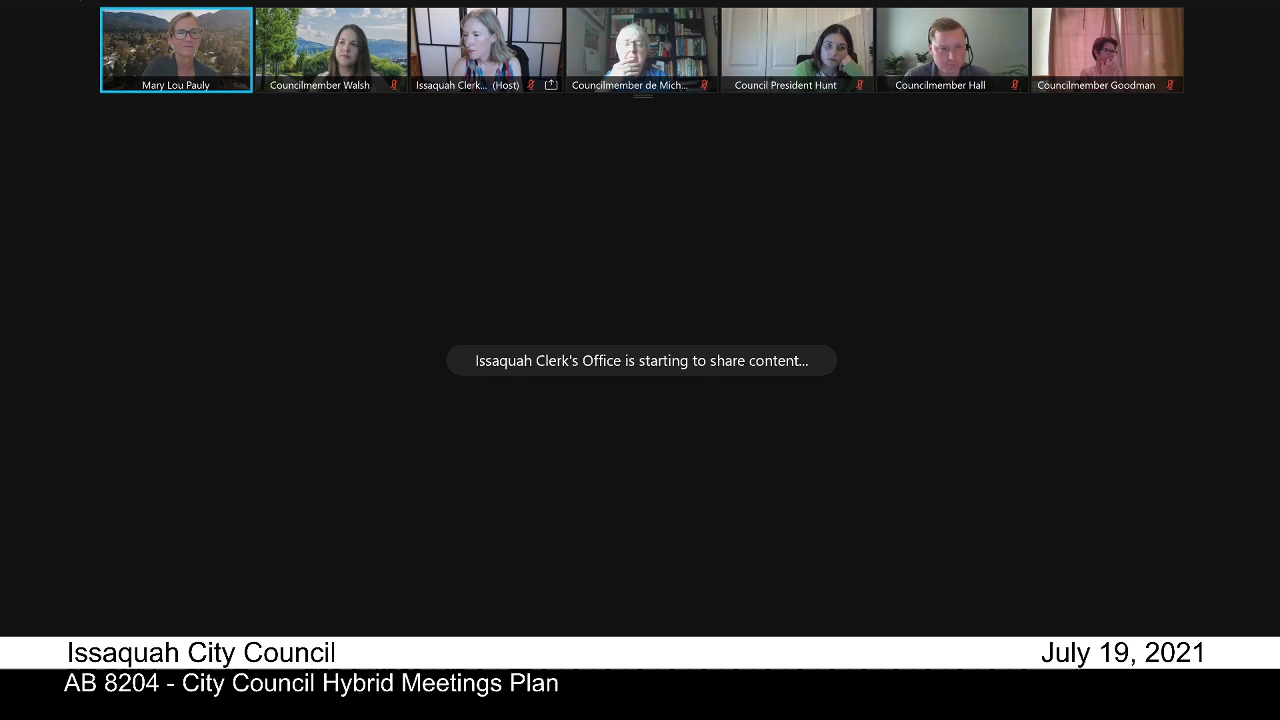 Mary Lou Pauly
Councilmember Walsh
Issaquah Clerk... (Host)
Councilmember de Mich...
Council President Hunt
Councilmember Hall
Councilmember Goodman
Issaquah Clerk's Office is starting to share content...
Issaquah City Council
July 19, 2021
AB 8204 - City Council Hybrid Meetings Plan